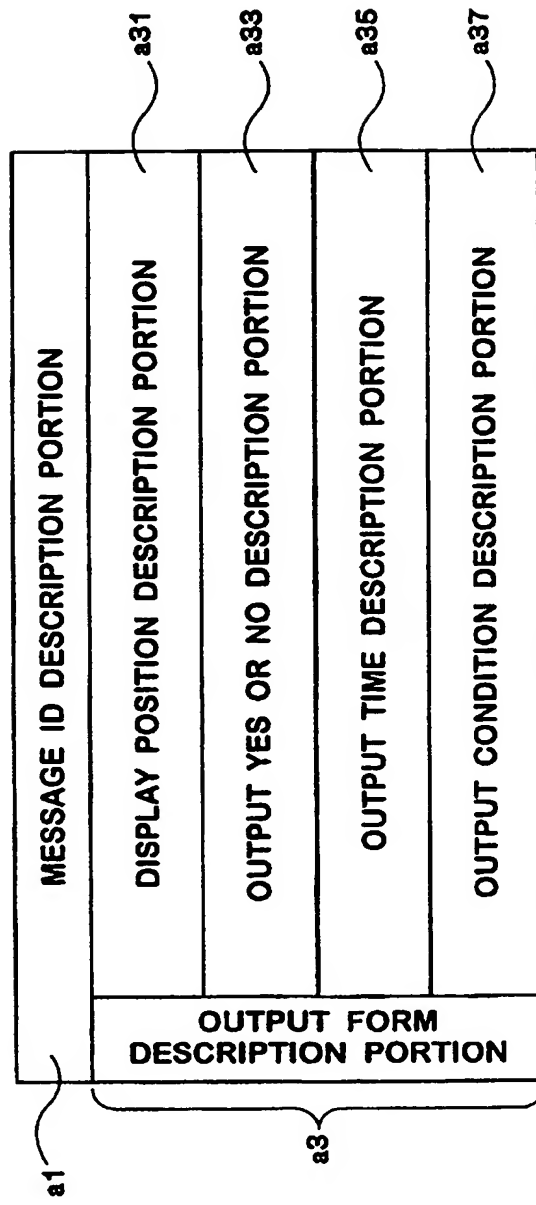 a1
MESSAGE ID DESCRIPTION PORTION
a3
OUTPUT FORM
DESCRIPTION PORTION
DISPLAY POSITION DESCRIPTION PORTION
a31
OUTPUT YES OR NO DESCRIPTION PORTION
a33
OUTPUT TIME DESCRIPTION PORTION
a35
OUTPUT CONDITION DESCRIPTION PORTION
a37